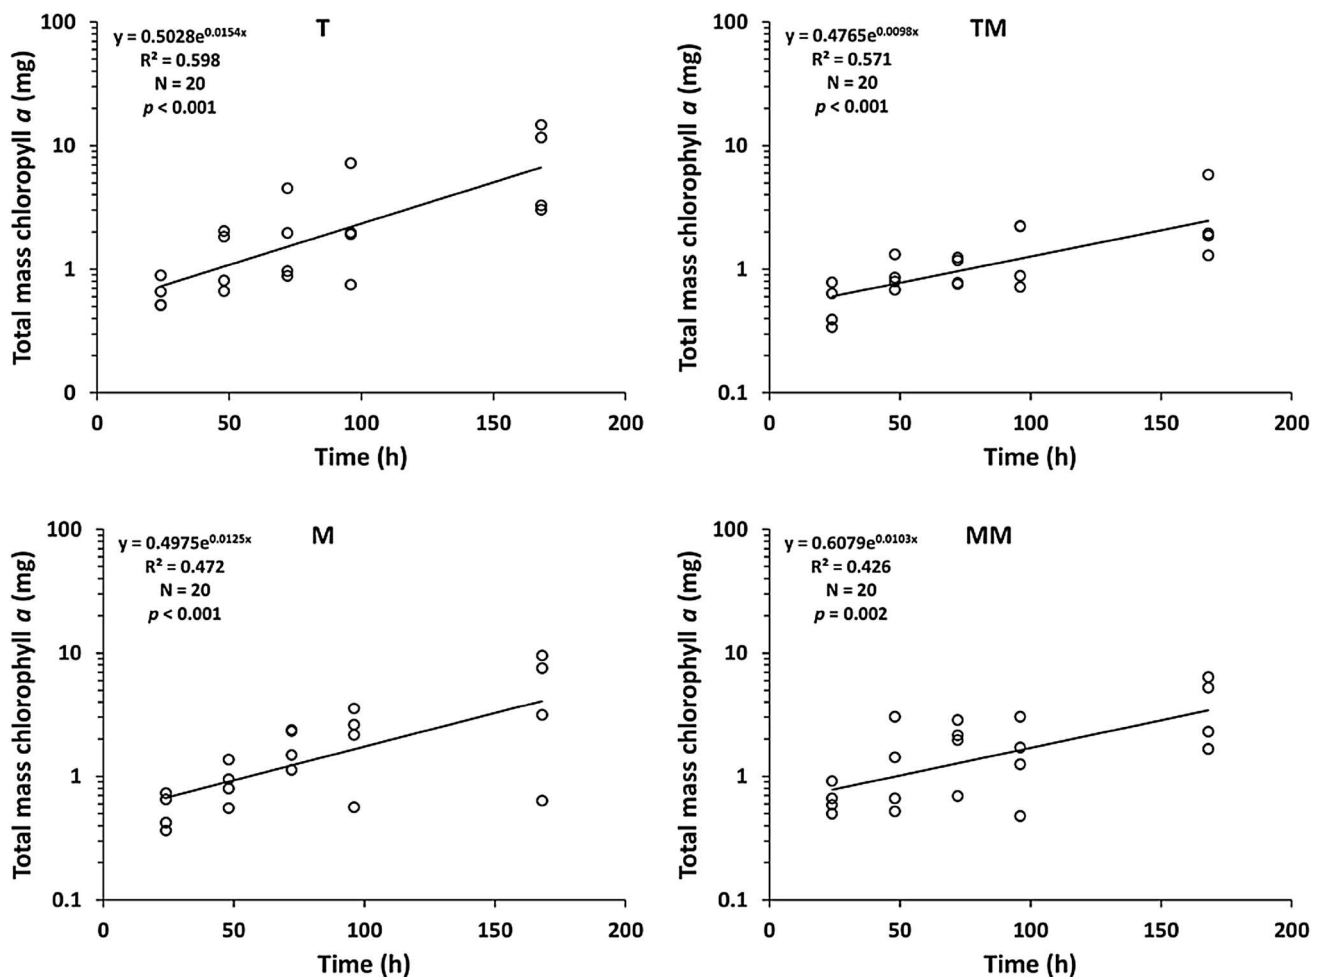 T
y = 0.5028e^0.0154x
R² = 0.598
N = 20
p < 0.001
Total mass chloropyll a (mg)
100
10
1
0
0 50 100 150 200
Time (h)
TM
y = 0.4765e^0.0098x
R² = 0.571
N = 20
p < 0.001
Total mass chlorophyll a (mg)
100
10
1
0.1
0 50 100 150 200
Time (h)
M
y = 0.4975e^0.0125x
R² = 0.472
N = 20
p < 0.001
Total mass chlorophyll a (mg)
100
10
1
0.1
0 50 100 150 200
Time (h)
MM
y = 0.6079e^0.0103x
R² = 0.426
N = 20
p = 0.002
Total mass chlorophyll a (mg)
100
10
1
0.1
0 50 100 150 200
Time (h)